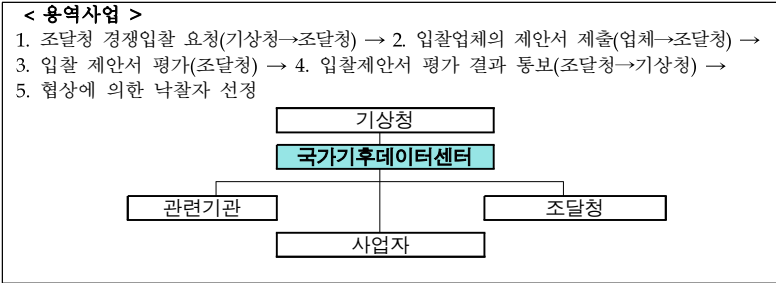 < 용역사업 >
1. 조달청 경쟁입찰 요청(기상청→조달청) → 2. 입찰업체의 제안서 제출(업체→조달청) →
3. 입찰 제안서 평가(조달청) → 4. 입찰제안서 평가 결과 통보(조달청→기상청) →
5. 협상에 의한 낙찰자 선정
기상청
국가기후데이터센터
관련기관 조달청
사업자